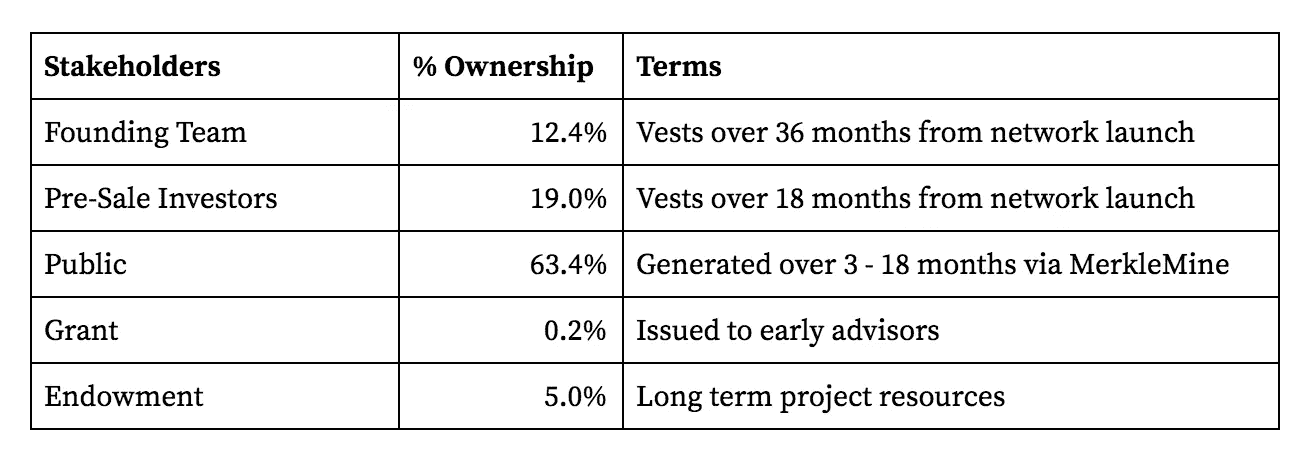 Stakeholders % Ownership Terms
Founding Team 12.4% Vests over 36 months from network launch
Pre-Sale Investors 19.0% Vests over 18 months from network launch
Public 63.4% Generated over 3 - 18 months via MerkleMine
Grant 0.2% Issued to early advisors
Endowment 5.0% Long term project resources